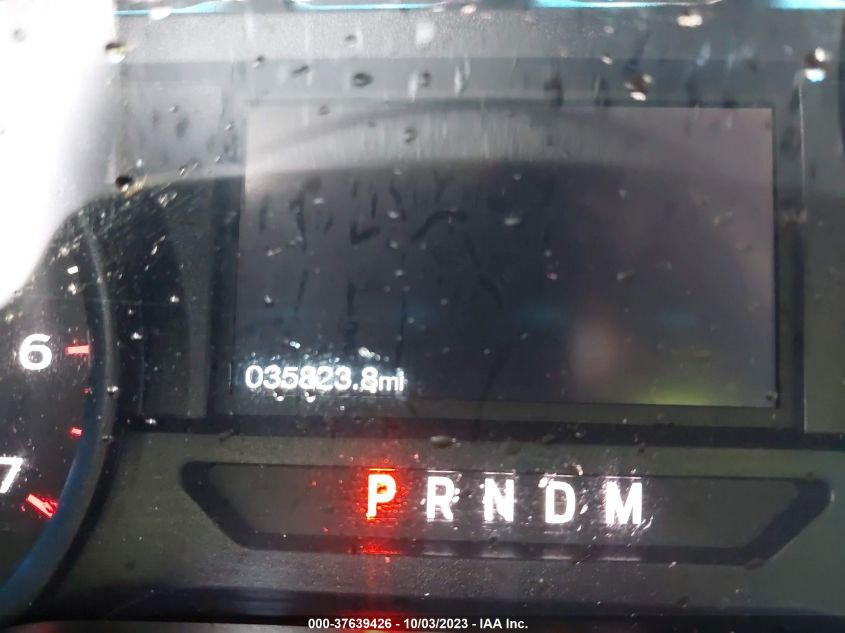 6
035823.8mi
7
P R N D M
000-37639426 - 10/03/2023 - IAA Inc.